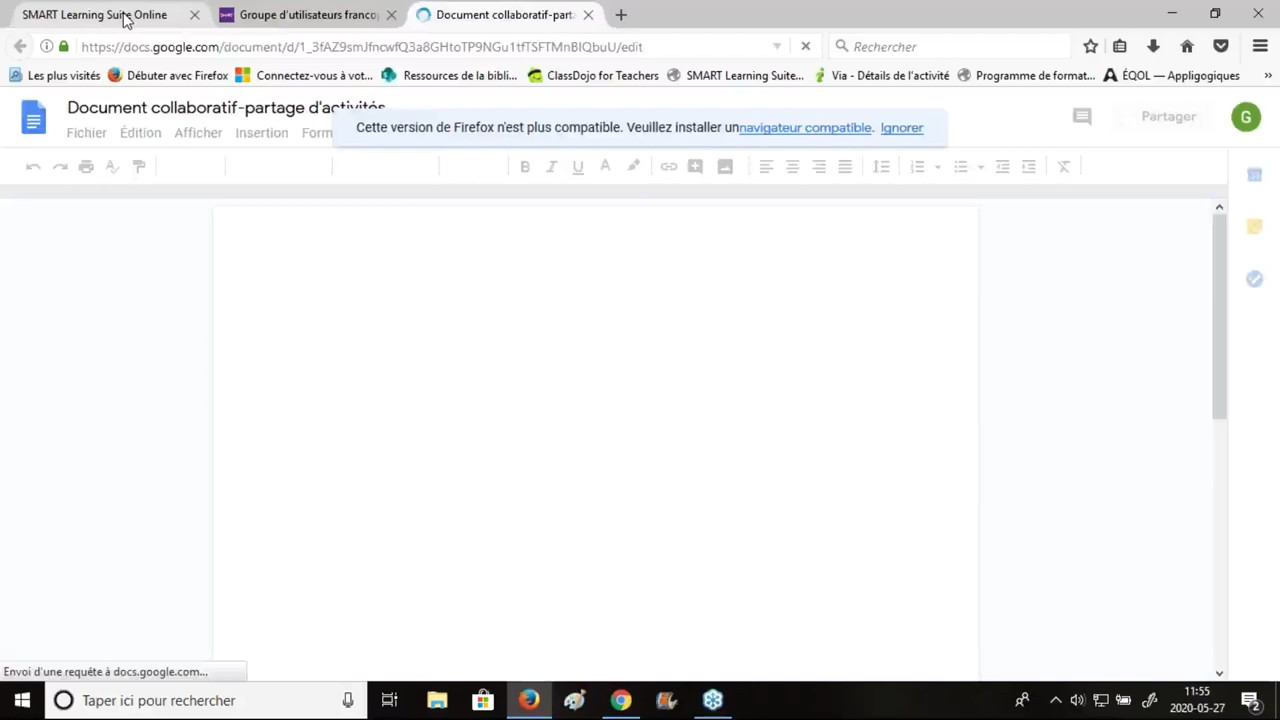 SMART Learning Suite Online
Groupe d'utilisateurs franco
Document collaboratif-parta
https://docs.google.com/document/d/1_3fAZ9smJfncwfQ3a8GHtoTP9NGu1tfTSFTMnBIQbuU/edit
Rechercher
Les plus visités
Débuter avec Firefox
Connectez-vous à vot...
Ressources de la bibli...
ClassDojo for Teachers
SMART Learning Suite...
Via - Détails de l'activité
Programme de format...
ÉQOL — Appligogiques
Document collaboratif-partage d'activités
Fichier Édition Afficher Insertion Form
Cette version de Firefox n'est plus compatible. Veuillez installer un navigateur compatible. Ignorer
Partager
G
Envoi d'une requête à docs.google.com...
Taper ici pour rechercher
11:55
2020-05-27
2